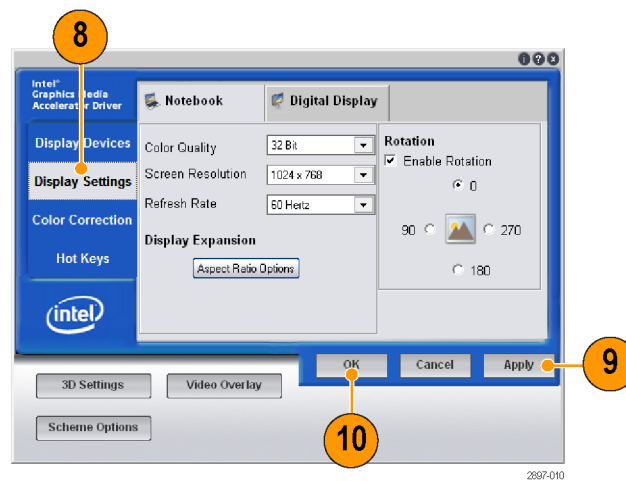 8
Intel®
Graphics Media
Accelerator Driver
Notebook
Digital Display
Display Devices
Display Settings
Color Correction
Hot Keys
intel
Color Quality
32 Bit
Screen Resolution
1024 x 768
Refresh Rate
60 Hertz
Display Expansion
Aspect Ratio Options
Rotation
Enable Rotation
0
90
270
180
OK
Cancel
Apply
9
3D Settings
Video Overlay
Scheme Options
10
2897-010